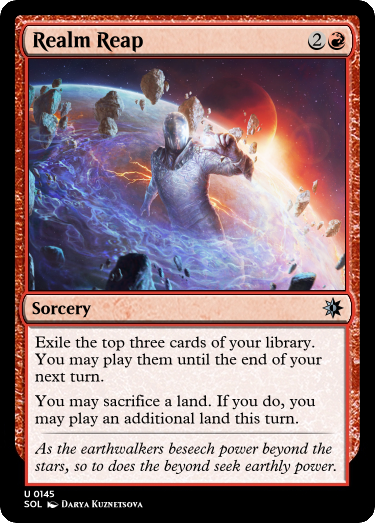 Realm Reap 2
Sorcery
Exile the top three cards of your library.
You may play them until the end of your
next turn.
You may sacrifice a land. If you do, you
may play an additional land this turn.
As the earthwalkers beseech power beyond the
stars, so to does the beyond seek earthly power.
U 0145
SOL DARYA KUZNETSOVA